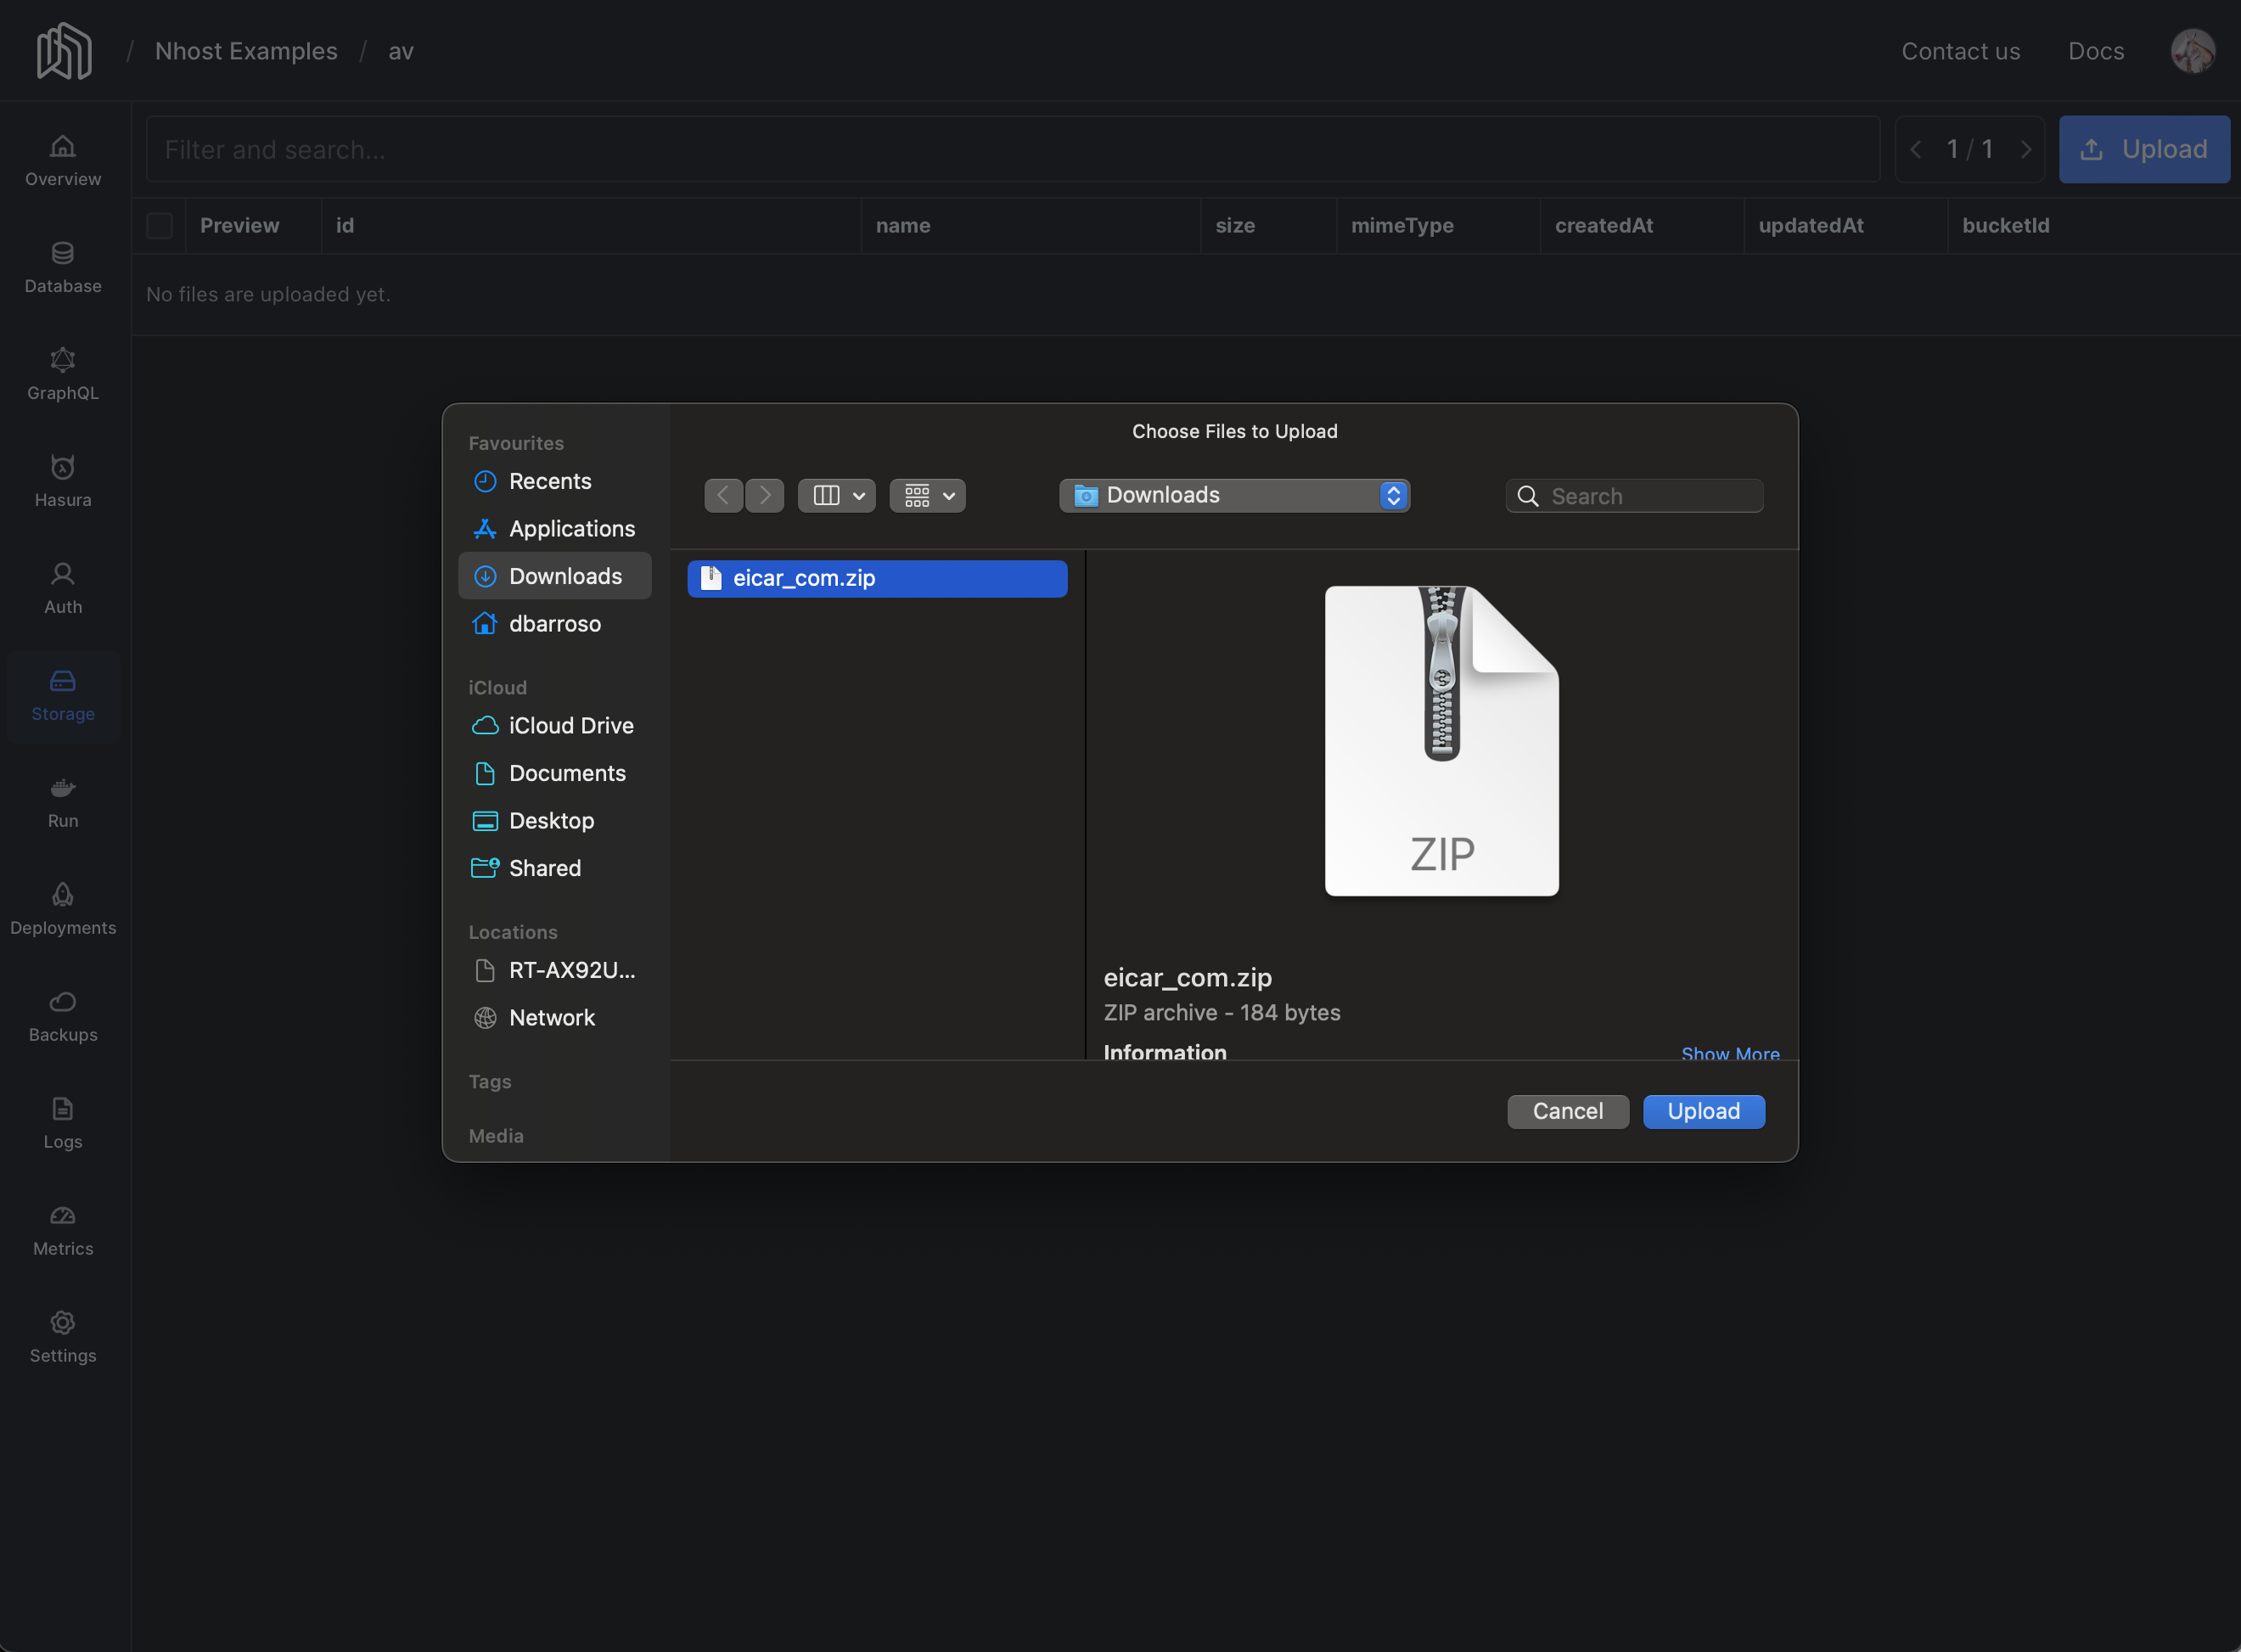 / Nhost Examples / av
Contact us Docs
Overview
Database
GraphQL
Hasura
Auth
Storage
Run
Deployments
Backups
Logs
Metrics
Settings
Filter and search...
1 / 1
Upload
Preview id name size mimeType createdAt updatedAt bucketId
No files are uploaded yet.
Favourites
Recents
Applications
Downloads
dbarroso
iCloud
iCloud Drive
Documents
Desktop
Shared
Locations
RT-AX92U...
Network
Tags
Media
Choose Files to Upload
Downloads
Search
eicar_com.zip
ZIP
eicar_com.zip
ZIP archive - 184 bytes
Information Show More
Cancel Upload